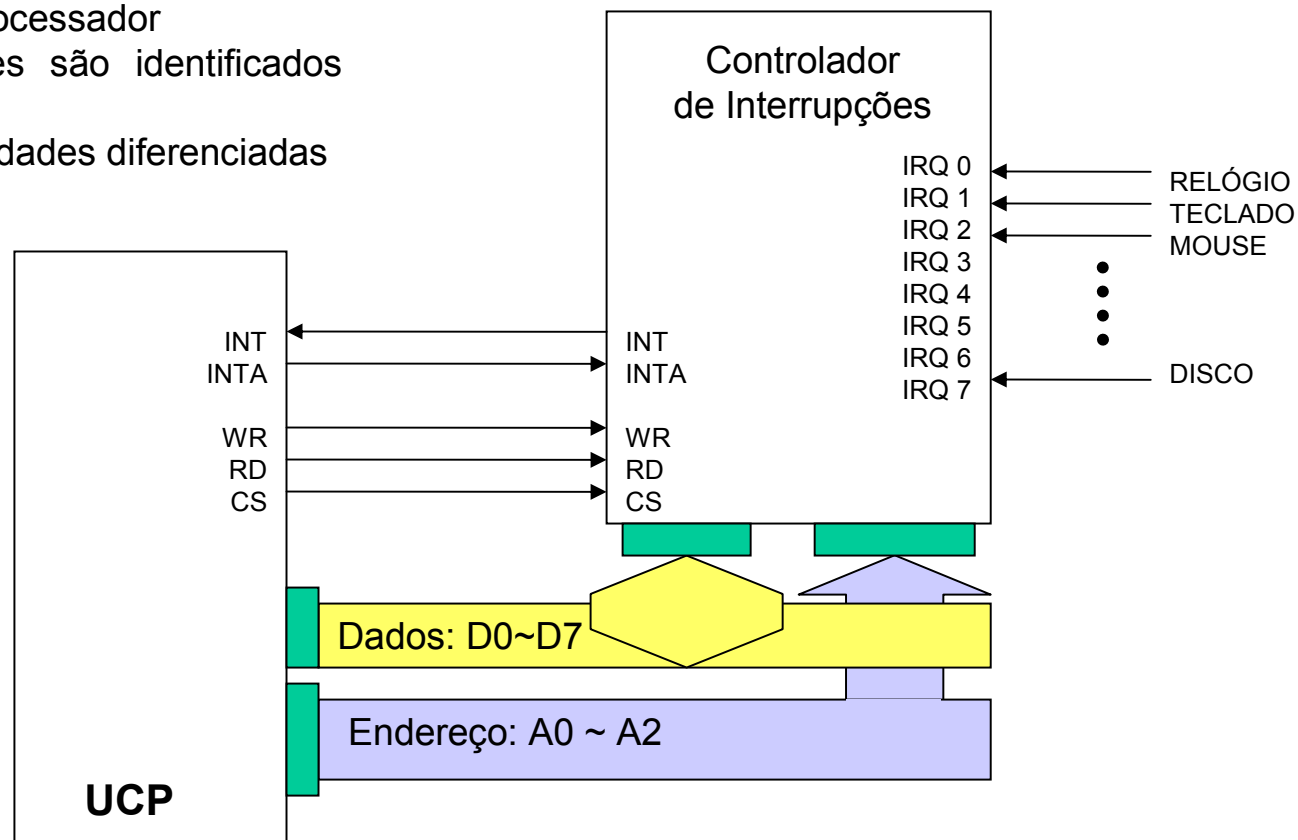 ocessador
es são identificados
dades diferenciadas
Controlador
de Interrupções
IRQ 0
IRQ 1
IRQ 2
IRQ 3
IRQ 4
IRQ 5
IRQ 6
IRQ 7
RELÓGIO
TECLADO
MOUSE
DISCO
INT
INTA
WR
RD
CS
INT
INTA
WR
RD
CS
Dados: D0~D7
Endereço: A0 ~ A2
UCP